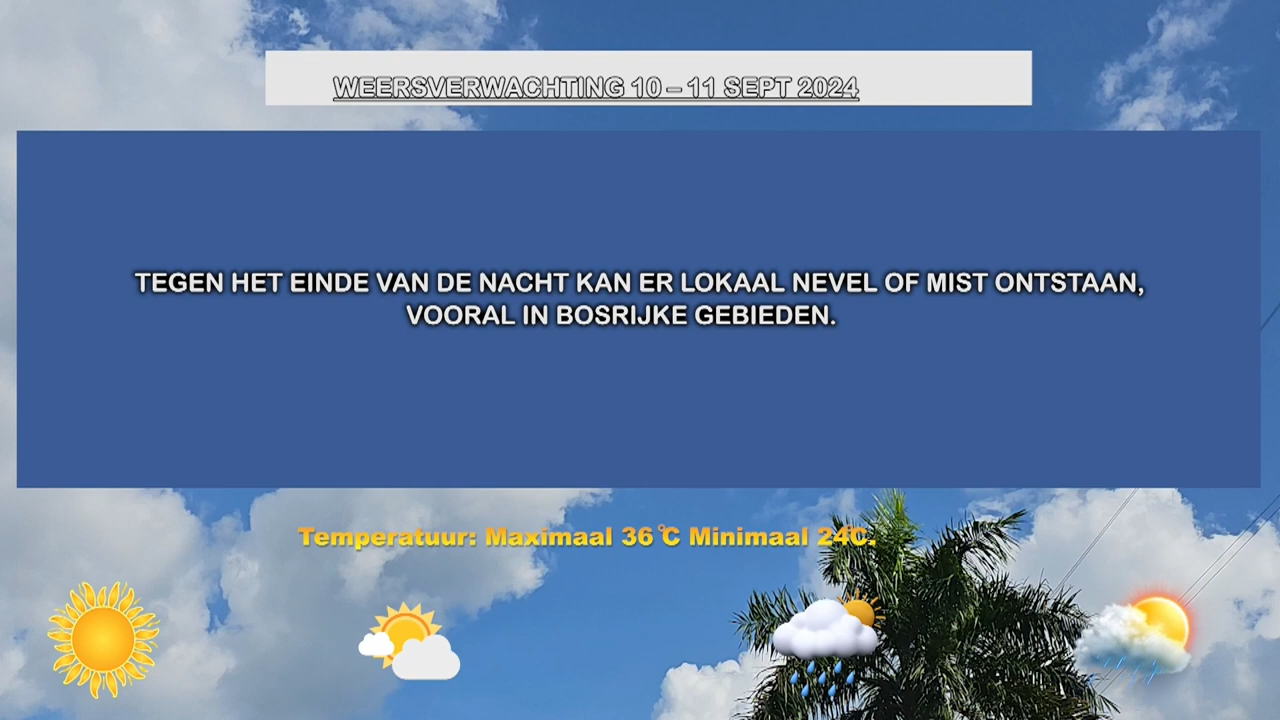 WEERSVERWACHTING 10 – 11 SEPT 2024
TEGEN HET EINDE VAN DE NACHT KAN ER LOKAAL NEVEL OF MIST ONTSTAAN,
VOORAL IN BOSRIJKE GEBIEDEN.
Temperatuur: Maximaal 36°C Minimaal 24°C.